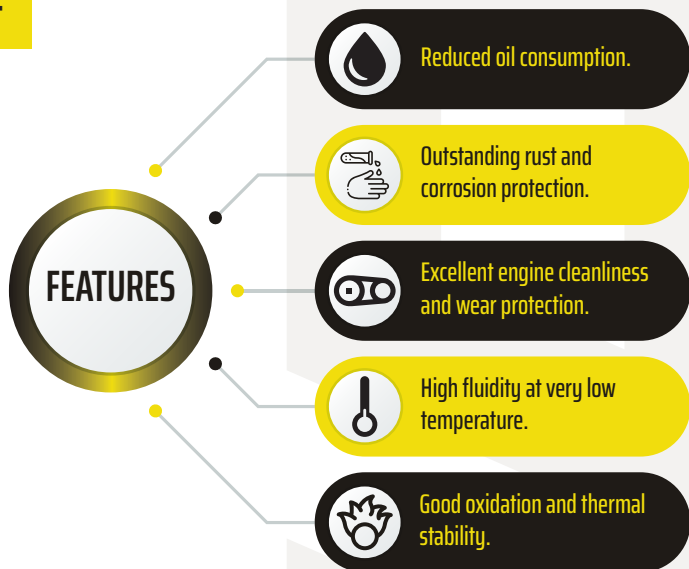 FEATURES
Reduced oil consumption.
Outstanding rust and
corrosion protection.
Excellent engine cleanliness
and wear protection.
High fluidity at very low
temperature.
Good oxidation and thermal
stability.